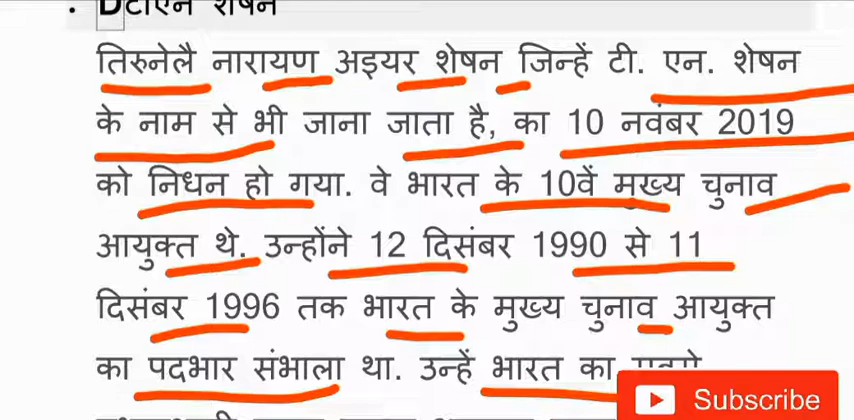 Dटीएन शेषन
तिरुनेलै नारायण अइयर शेषन जिन्हें टी. एन. शेषन
के नाम से भी जाना जाता है, का 10 नवंबर 2019
को निधन हो गया. वे भारत के 10वें मुख्य चुनाव
आयुक्त थे. उन्होंने 12 दिसंबर 1990 से 11
दिसंबर 1996 तक भारत के मुख्य चुनाव आयुक्त
का पदभार संभाला था. उन्हें भारत का
Subscribe